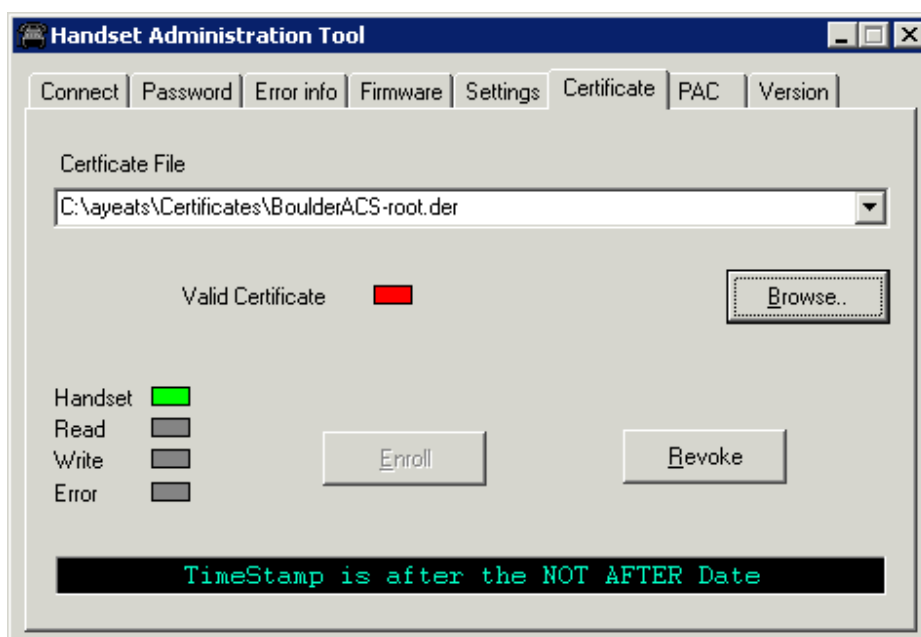 Handset Administration Tool
Connect Password Error info Firmware Settings Certificate PAC Version
Certficate File
C:\ayeats\Certificates\BoulderACS-root.der
Valid Certificate
Browse..
Handset
Read
Write
Error
Enroll
Revoke
TimeStamp is after the NOT AFTER Date